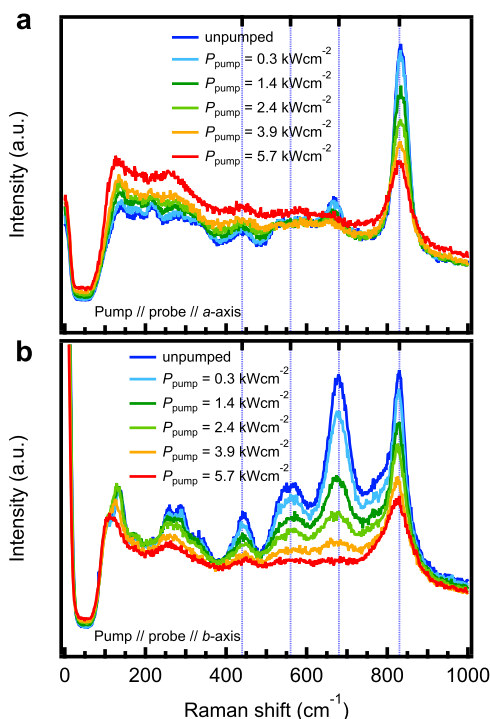 a
unpumped
Ppump = 0.3 kWcm-2
Ppump = 1.4 kWcm-2
Ppump = 2.4 kWcm-2
Ppump = 3.9 kWcm-2
Ppump = 5.7 kWcm-2
Intensity (a.u.)
Pump // probe // a-axis
b
unpumped
Ppump = 0.3 kWcm-2
Ppump = 1.4 kWcm-2
Ppump = 2.4 kWcm-2
Ppump = 3.9 kWcm-2
Ppump = 5.7 kWcm-2
Intensity (a.u.)
Pump // probe // b-axis
0 200 400 600 800 1000
Raman shift (cm-1)